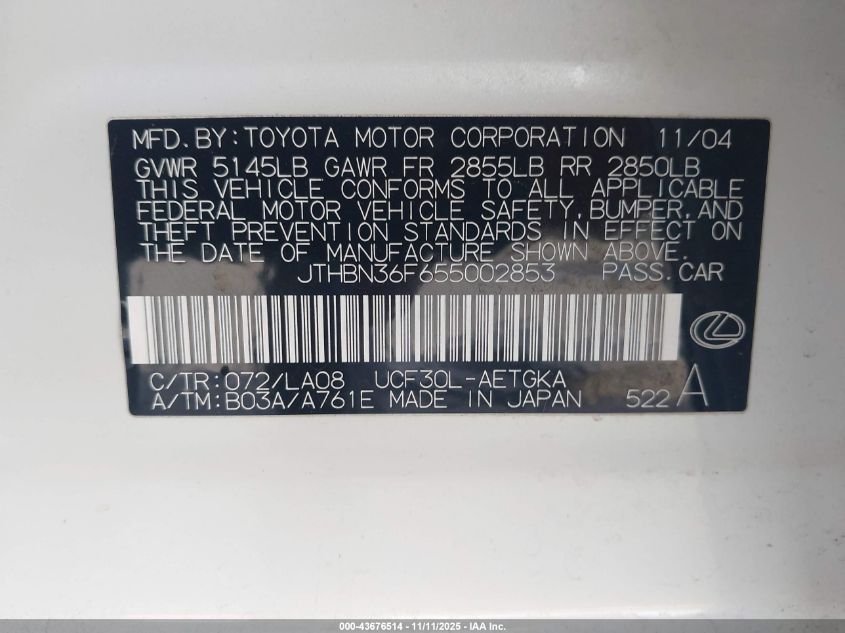 MFD. BY: TOYOTA MOTOR CORPORATION 11/04
GVWR 5145LB GAWR FR 2855LB RR 2850LB
THIS VEHICLE CONFORMS TO ALL APPLICABLE
FEDERAL MOTOR VEHICLE SAFETY, BUMPER, AND
THEFT PREVENTION STANDARDS IN EFFECT ON
THE DATE OF MANUFACTURE SHOWN ABOVE.
JTHBN36F655002853 PASS. CAR
C/TR: 072/LA08 UCF30L-AETGKA
A/TM: B03A/A761E MADE IN JAPAN 522 A
000-43676514 - 11/11/2025 - IAA Inc.